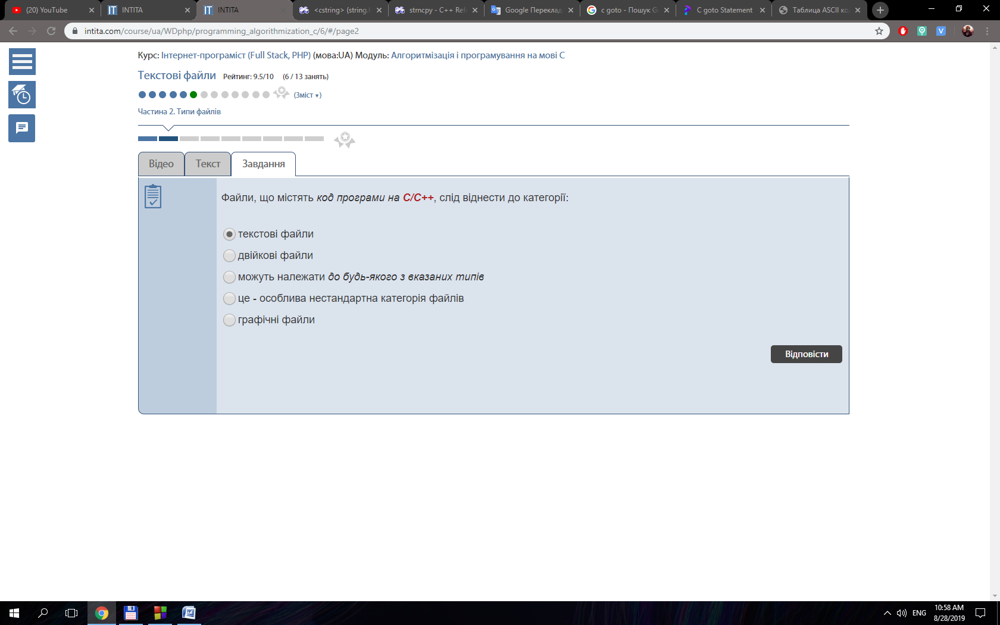 (20) YouTube
INTITA
INTITA
<cstring> (string.h
strncpy - C++ Ref
Google Переклад
c goto - Пошук G
C goto Statement
Таблица ASCII ко
intita.com/course/ua/WDphp/programming_algorithmization_c/6/#/page2
Курс: Інтернет-програміст (Full Stack, PHP) (мова:UA) Модуль: Алгоритмізація і програмування на мові С
Текстові файли Рейтинг: 9.5/10 (6 / 13 занять)
(Зміст ▾)
Частина 2. Типи файлів
Відео Текст Завдання
Файли, що містять код програми на C/C++, слід віднести до категорії:
текстові файли
двійкові файли
можуть належати до будь-якого з вказаних типів
це - особлива нестандартна категорія файлів
графічні файли
Відповісти
ENG
10:58 AM
8/28/2019